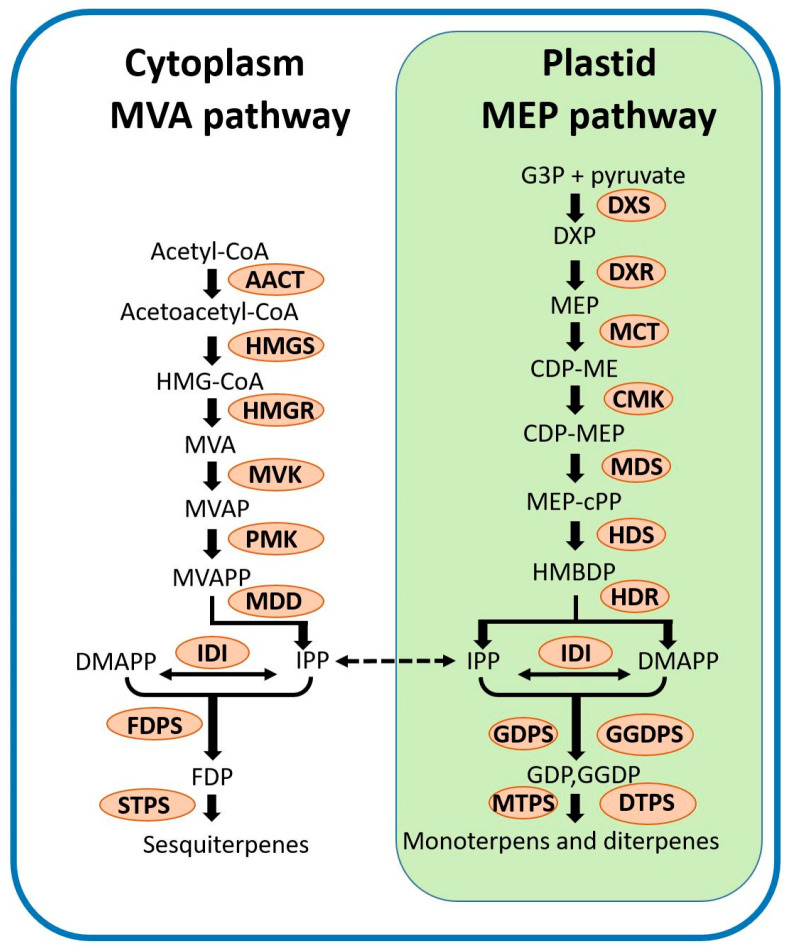 Cytoplasm
MVA pathway
Acetyl-CoA
AACT
Acetoacetyl-CoA
HMGS
HMG-CoA
HMGR
MVA
MVK
MVAP
PMK
MVAPP
MDD
DMAPP
IDI
IPP
FDPS
FDP
STPS
Sesquiterpenes
Plastid
MEP pathway
G3P + pyruvate
DXS
DXP
DXR
MEP
MCT
CDP-ME
CMK
CDP-MEP
MDS
MEP-cPP
HDS
HMBDP
HDR
IPP
IDI
DMAPP
GDPS
GGDPS
GDP,GGDP
MTPS
DTPS
Monoterpens and diterpenes